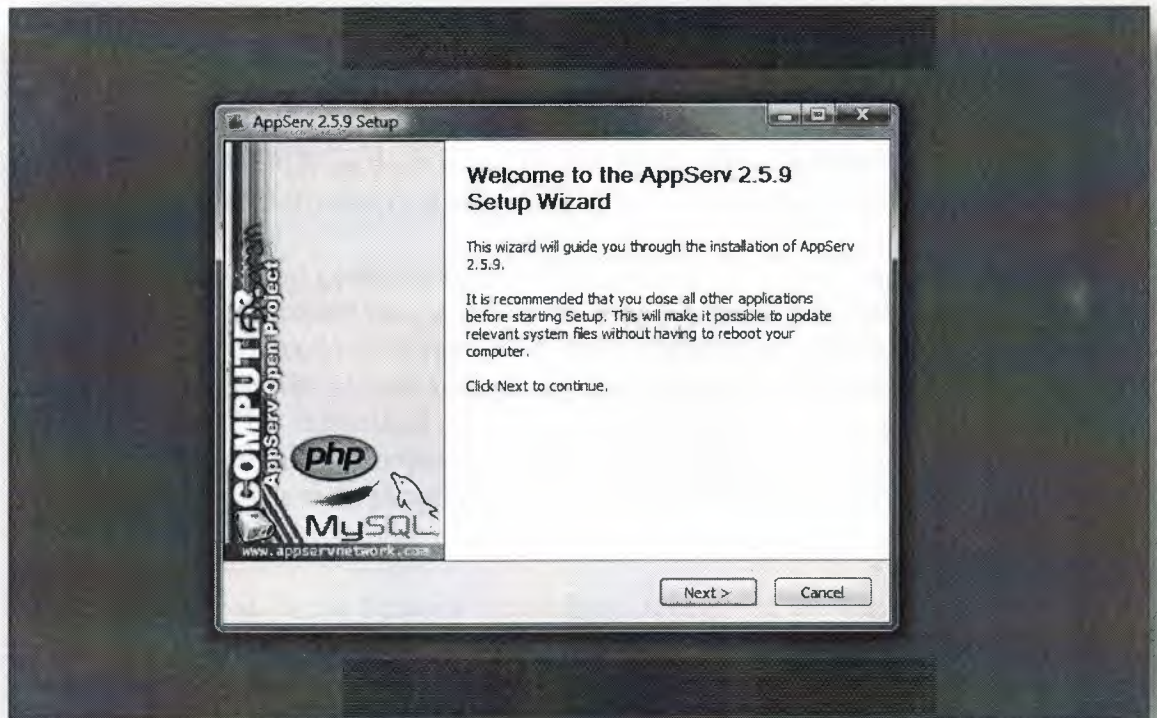 AppServ 2.5.9 Setup
Welcome to the AppServ 2.5.9
Setup Wizard
This wizard will guide you through the installation of AppServ
2.5.9.
It is recommended that you close all other applications
before starting Setup. This will make it possible to update
relevant system files without having to reboot your
computer.
Click Next to continue.
COMPUTER
AppServ Open Project
php
MySQL
www.appservnetwork.com
Next >
Cancel